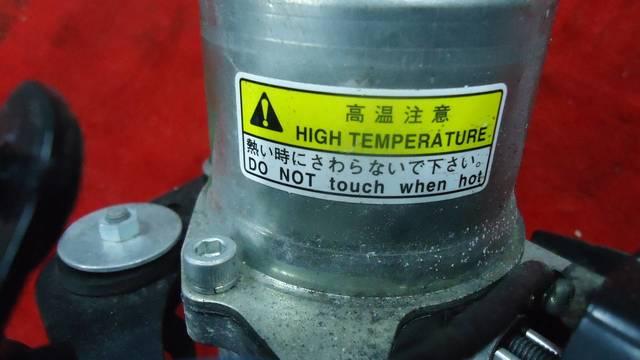 高温注意
HIGH TEMPERATURE
熱い時にさわらないで下さい。
DO NOT touch when hot.